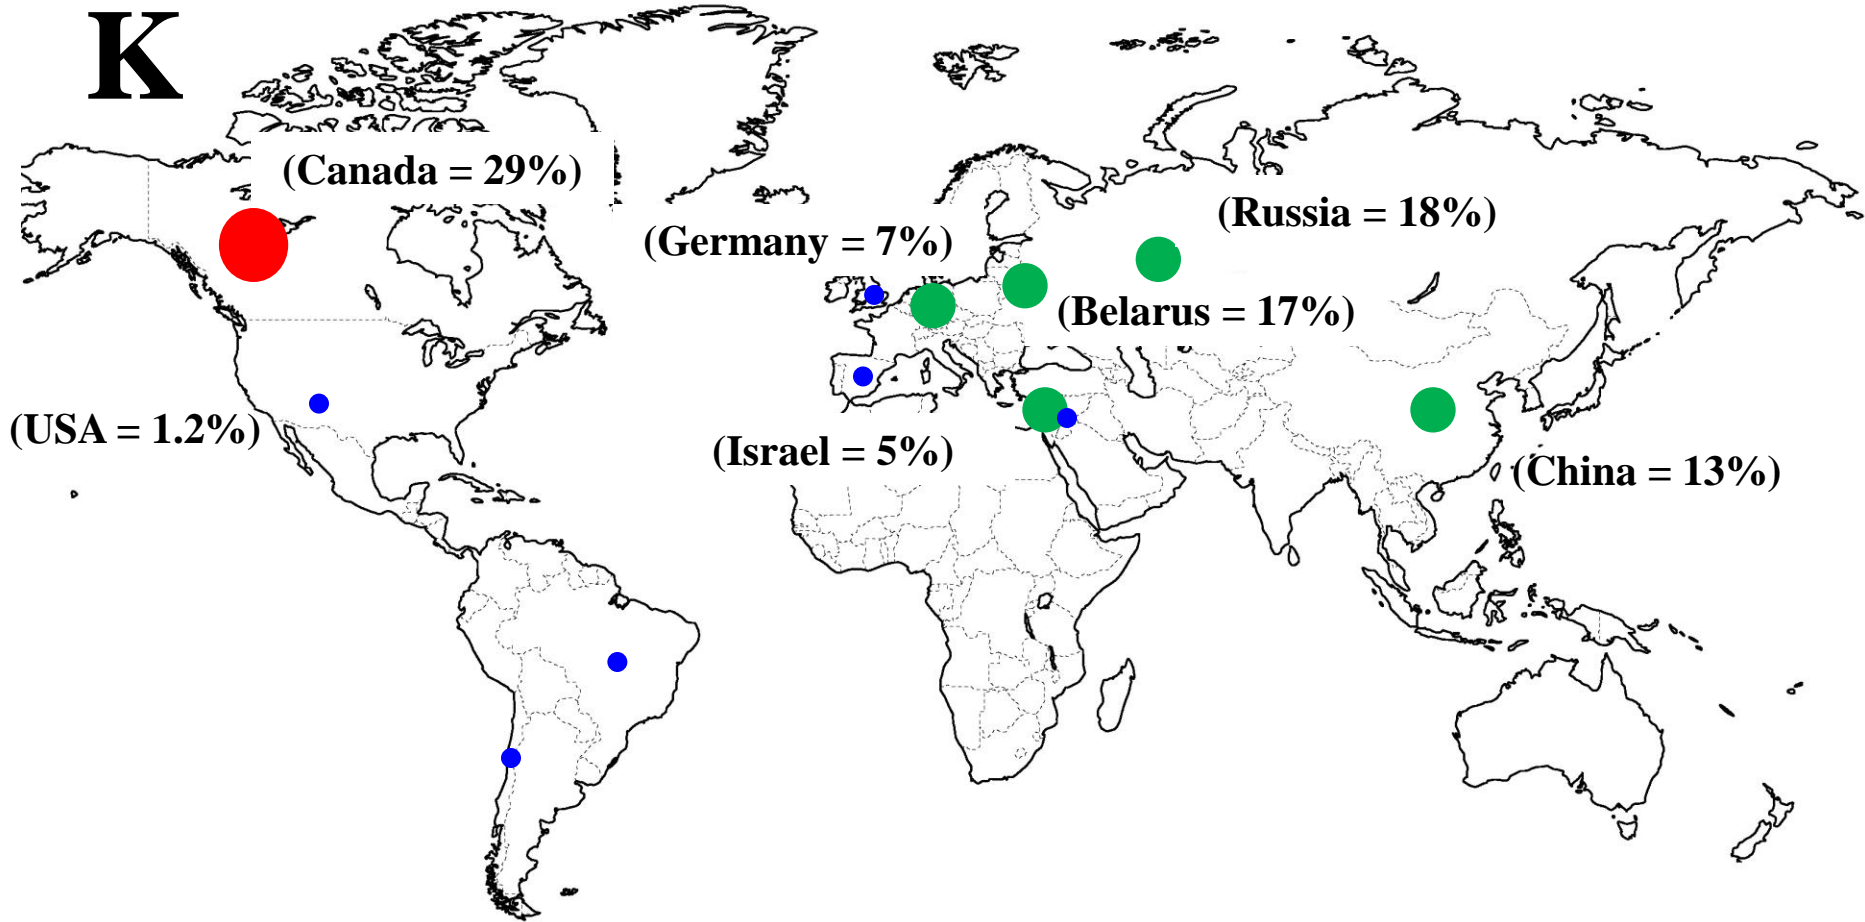 K
(Canada = 29%)
(Russia = 18%)
(Germany = 7%)
(Belarus = 17%)
(USA = 1.2%)
(Israel = 5%)
(China = 13%)